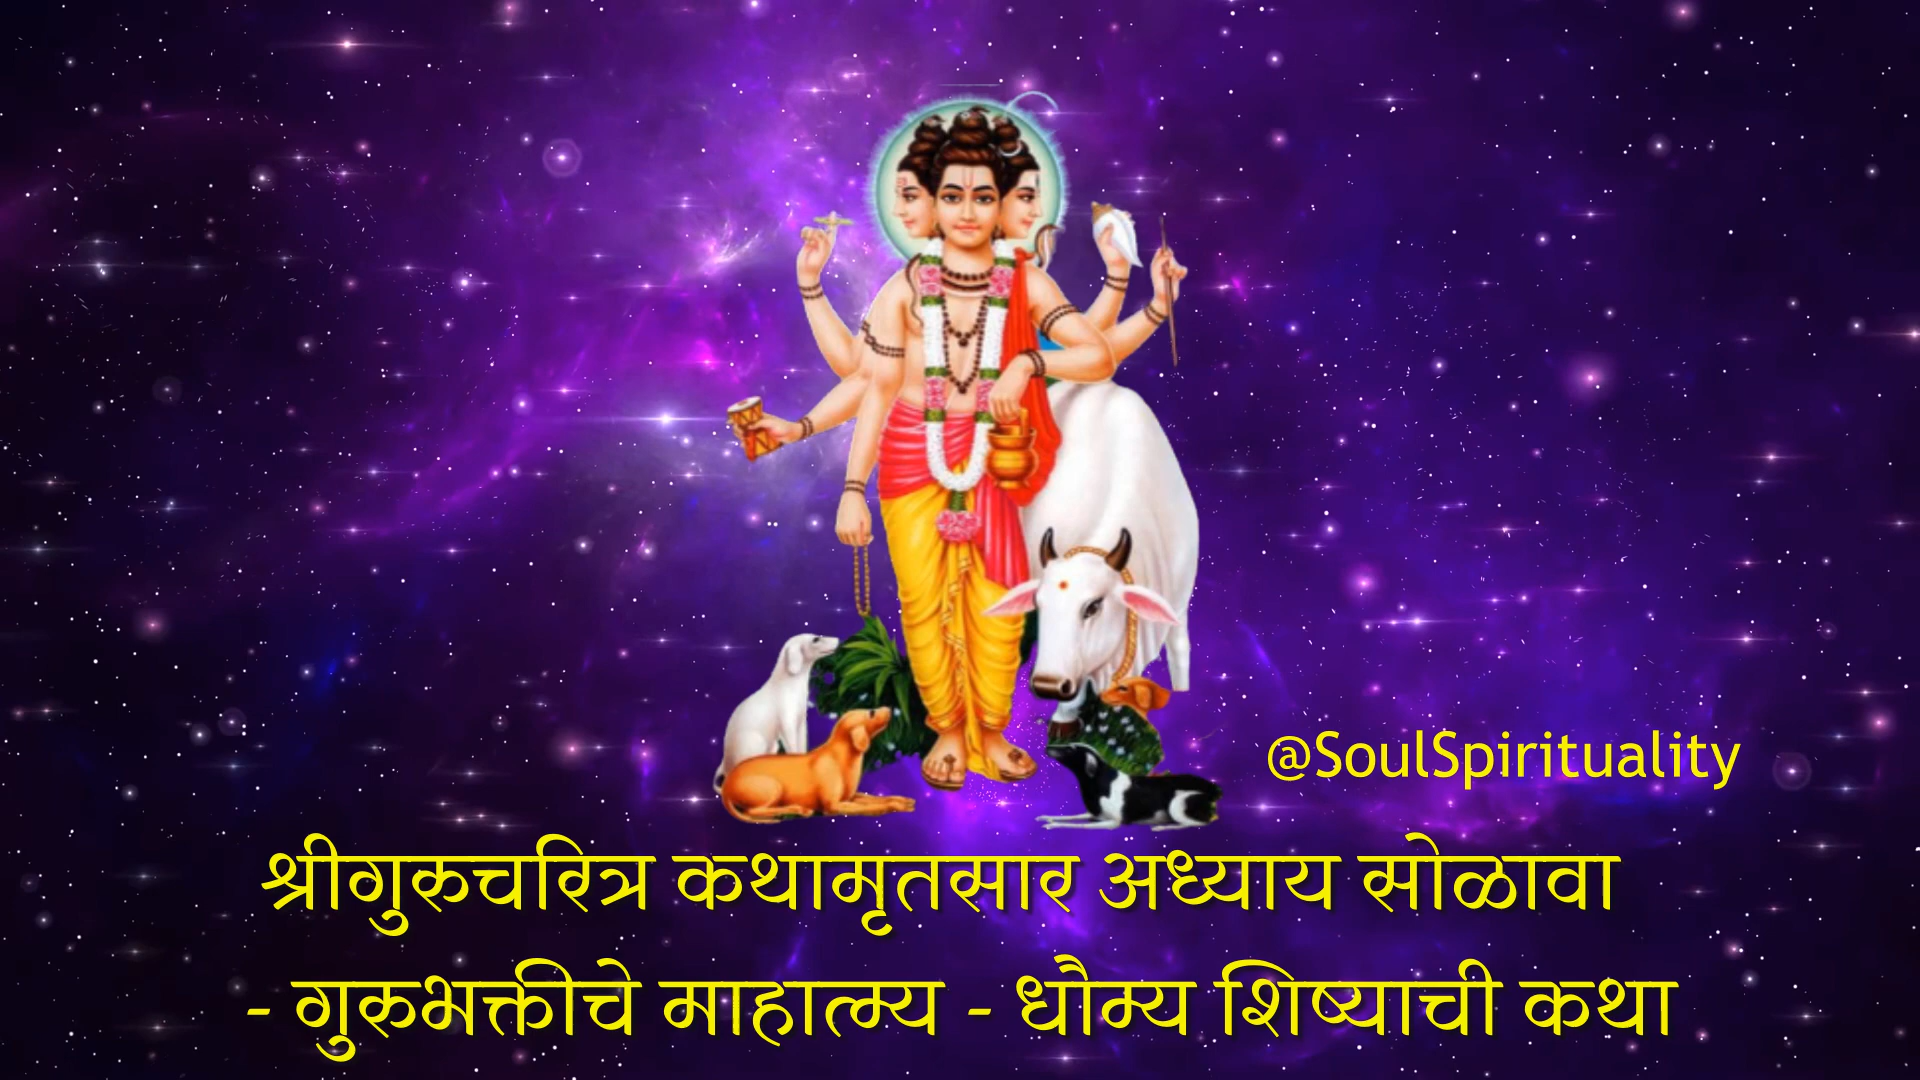 @SoulSpirituality
श्रीगुरुचरित्र कथामृतसार अध्याय सोळावा
- गुरुभक्तीचे माहात्म्य - धौम्य शिष्याची कथा